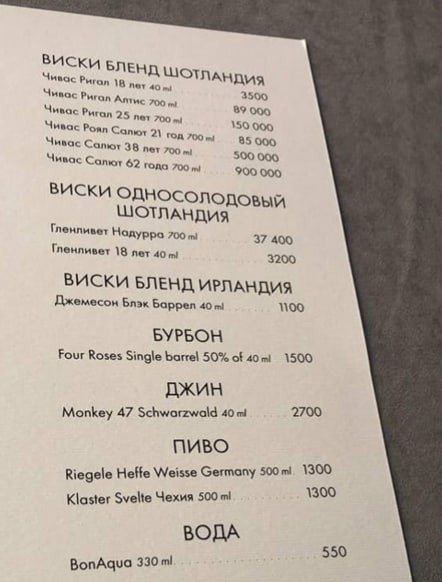 ВИСКИ БЛЕНД ШОТЛАНДИЯ
Чивас Ригал 18 лет 40 ml 3500
Чивас Ригал Алтис 700 ml 89 000
Чивас Ригал 25 лет 700 ml 150 000
Чивас Роял Салют 21 год 700 ml 85 000
Чивас Салют 38 лет 700 ml 500 000
Чивас Салют 62 года 700 ml 900 000
ВИСКИ ОДНОСОЛОДОВЫЙ
ШОТЛАНДИЯ
Гленливет Надурра 700 ml 37 400
Гленливет 18 лет 40 ml 3200
ВИСКИ БЛЕНД ИРЛАНДИЯ
Джемесон Блэк Баррел 40 ml 1100
БУРБОН
Four Roses Single barrel 50% of 40 ml 1500
ДЖИН
Monkey 47 Schwarzwald 40 ml 2700
ПИВО
Riegele Heffe Weisse Germany 500 ml 1300
Klaster Svelte Чехия 500 ml 1300
ВОДА
BonAqua 330 ml 550